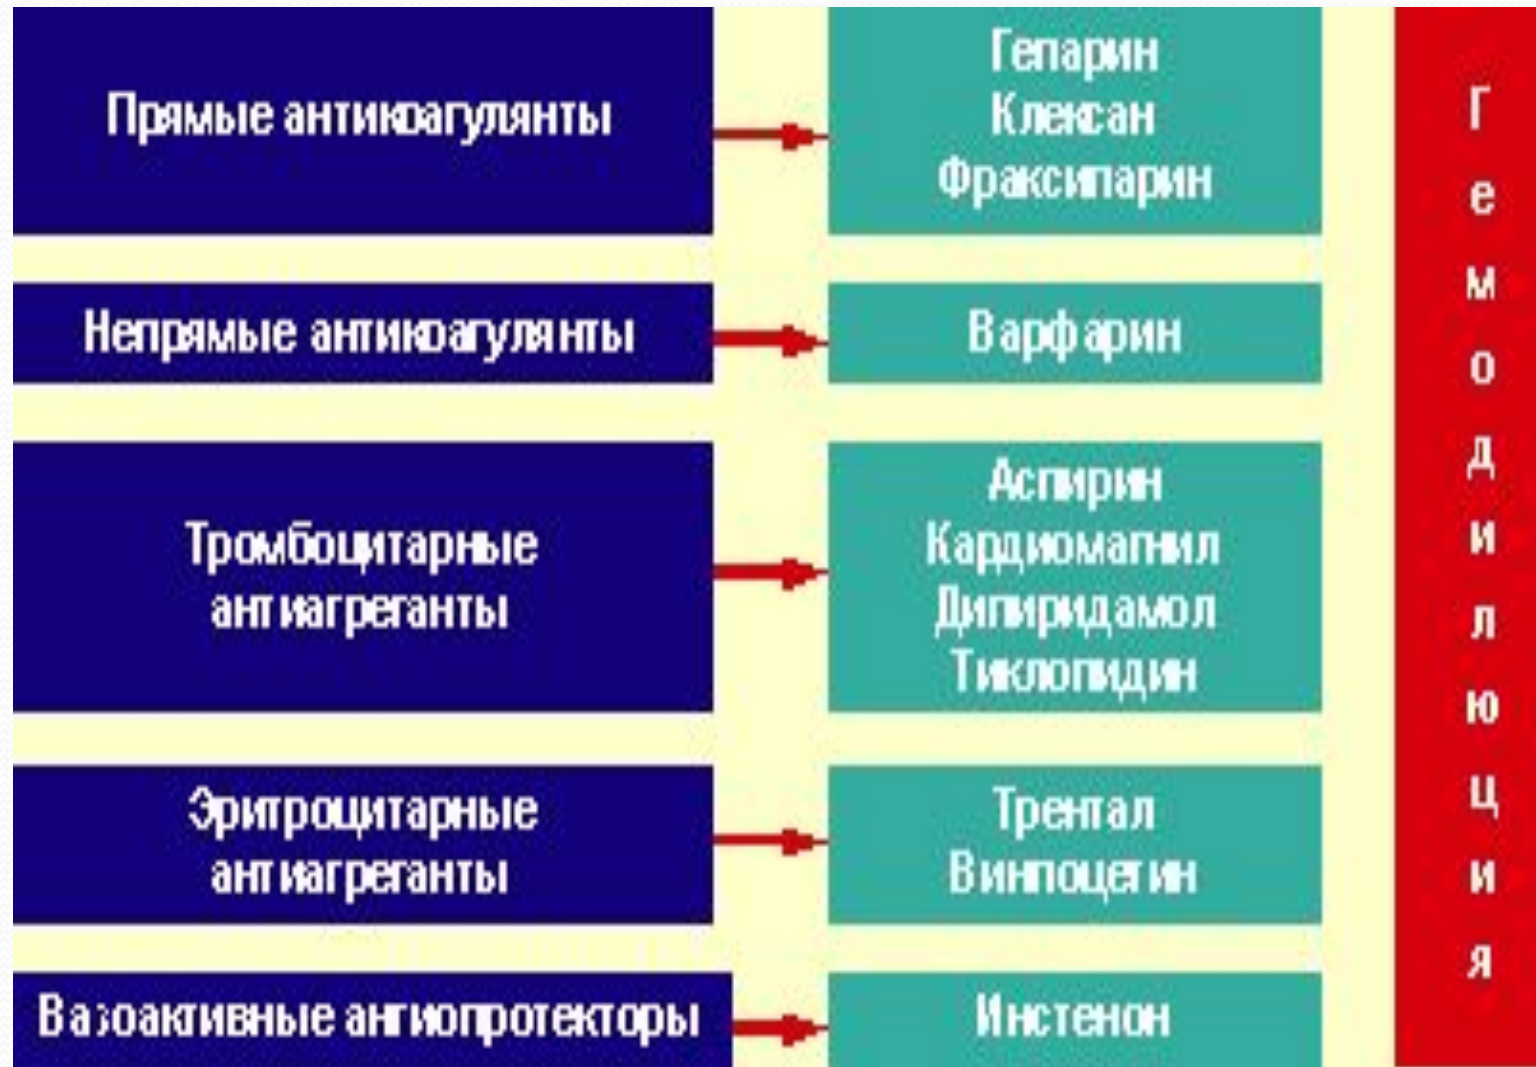 Прямые антикоагулянты
Гепарин
Клексан
Фраксипарин
Непрямые антикоагулянты
Варфарин
Тромбоцитарные
антиагреганты
Аспирин
Кардиомагнил
Дипиридамол
Тиклопидин
Эритроцитарные
антиагреганты
Трентал
Винпоцетин
Вазоактивные ангиопротекторы
Инстенон
Гемодилюция